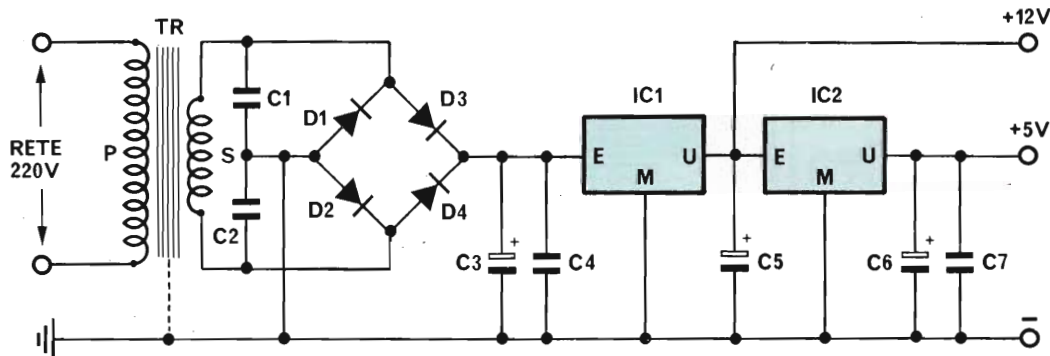 TR
+12V
RETE
220V
P
S
C1
C2
D1
D3
D2
D4
IC1
IC2
E
U
M
E
U
M
+5V
+
C3
C4
+
C5
+
C6
C7
−